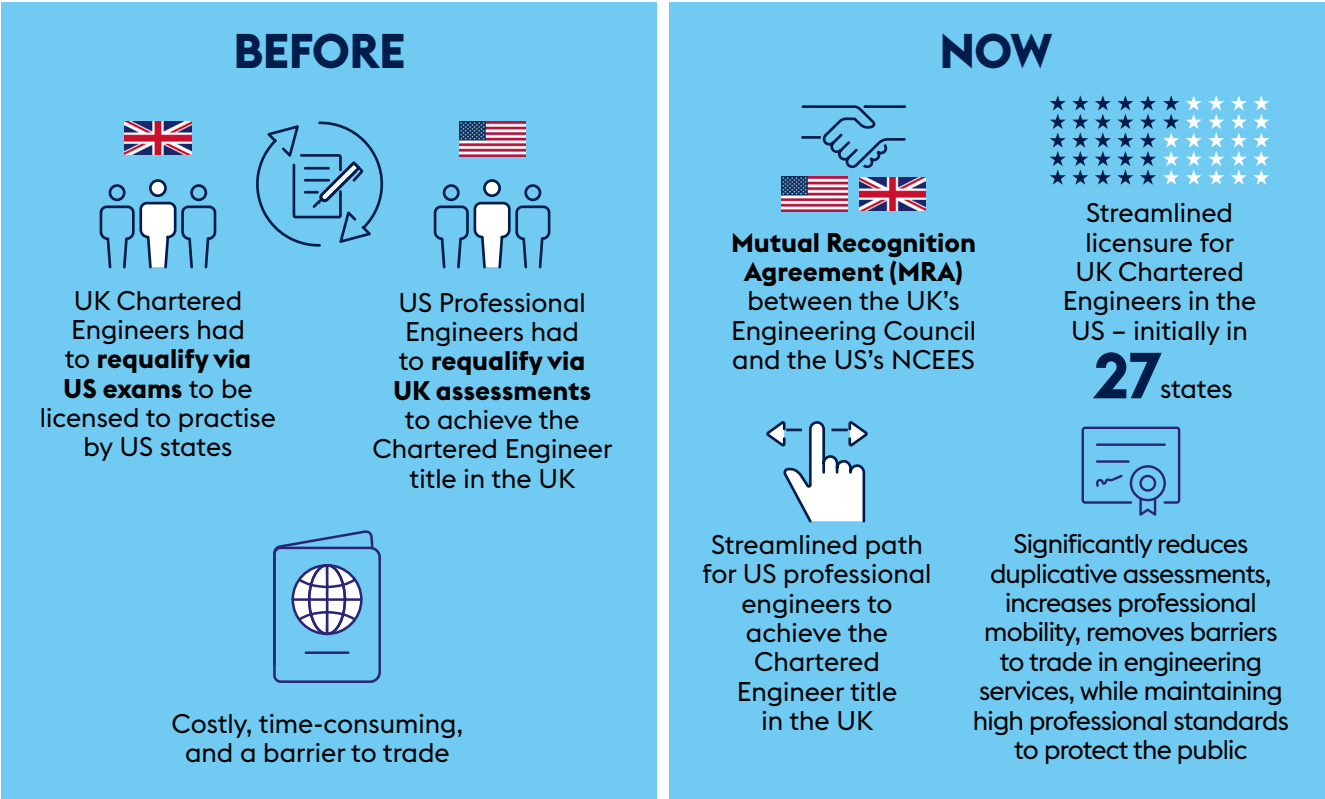 BEFORE
UK Chartered
Engineers had
to requalify via
US exams to be
licensed to practise
by US states
US Professional
Engineers had
to requalify via
UK assessments
to achieve the
Chartered Engineer
title in the UK
Costly, time-consuming,
and a barrier to trade
NOW
Mutual Recognition
Agreement (MRA)
between the UK’s
Engineering Council
and the US’s NCEES
Streamlined
licensure for
UK Chartered
Engineers in the
US – initially in
27 states
Streamlined path
for US professional
engineers to
achieve the
Chartered
Engineer title
in the UK
Significantly reduces
duplicative assessments,
increases professional
mobility, removes barriers
to trade in engineering
services, while maintaining
high professional standards
to protect the public